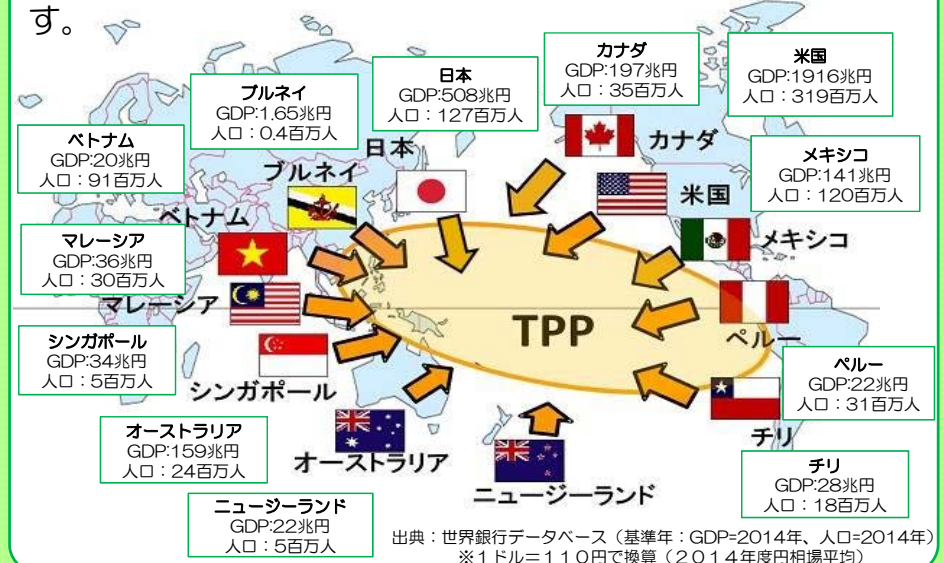 す。
カナダ
GDP:197兆円
人口：35百万人
米国
GDP:1916兆円
人口：319百万人
日本
GDP:508兆円
人口：127百万人
ブルネイ
GDP:1.65兆円
人口：0.4百万人
ベトナム
GDP:20兆円
人口：91百万人
メキシコ
GDP:141兆円
人口：120百万人
マレーシア
GDP:36兆円
人口：30百万人
シンガポール
GDP:34兆円
人口：5百万人
オーストラリア
GDP:159兆円
人口：24百万人
ニュージーランド
GDP:22兆円
人口：5百万人
ペルー
GDP:22兆円
人口：31百万人
チリ
GDP:28兆円
人口：18百万人
日本
カナダ
ブルネイ
米国
ベトナム
メキシコ
マレーシア
TPP
ペルー
シンガポール
チリ
オーストラリア
ニュージーランド
出典：世界銀行データベース（基準年：GDP=2014年、人口=2014年）
※１ドル＝１１０円で換算（２０１４年度円相場平均）